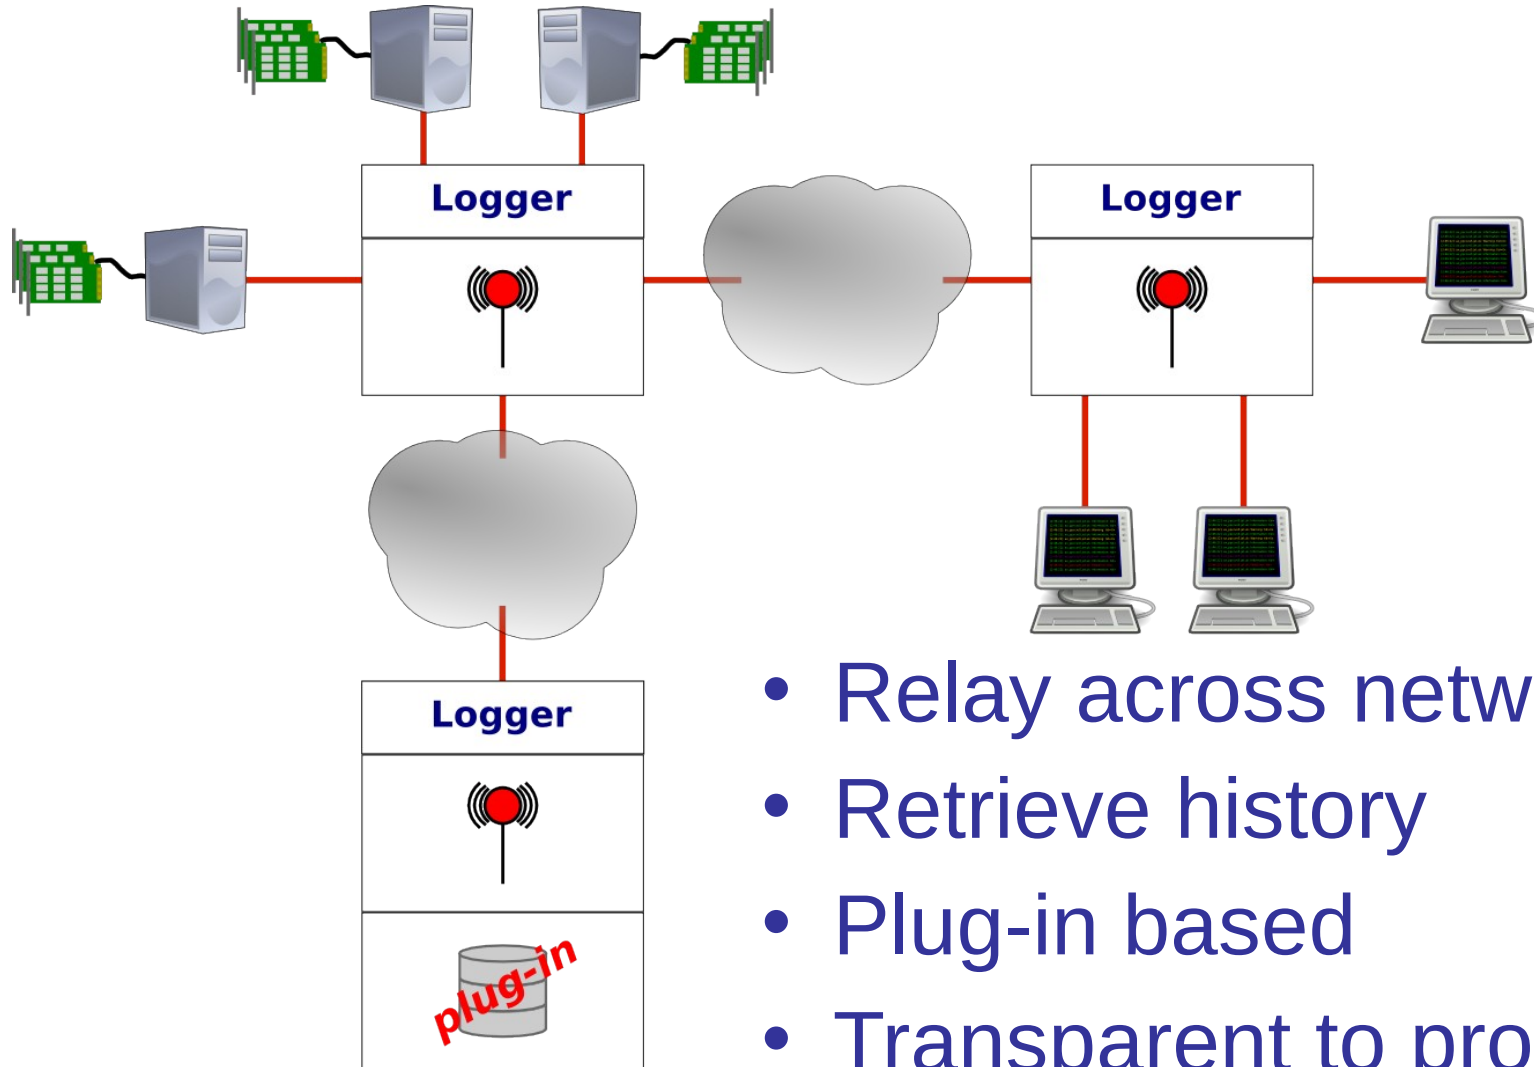 Logger
Logger
Logger
plug-in
• Relay across netw
• Retrieve history
• Plug-in based
• Transparent to pro